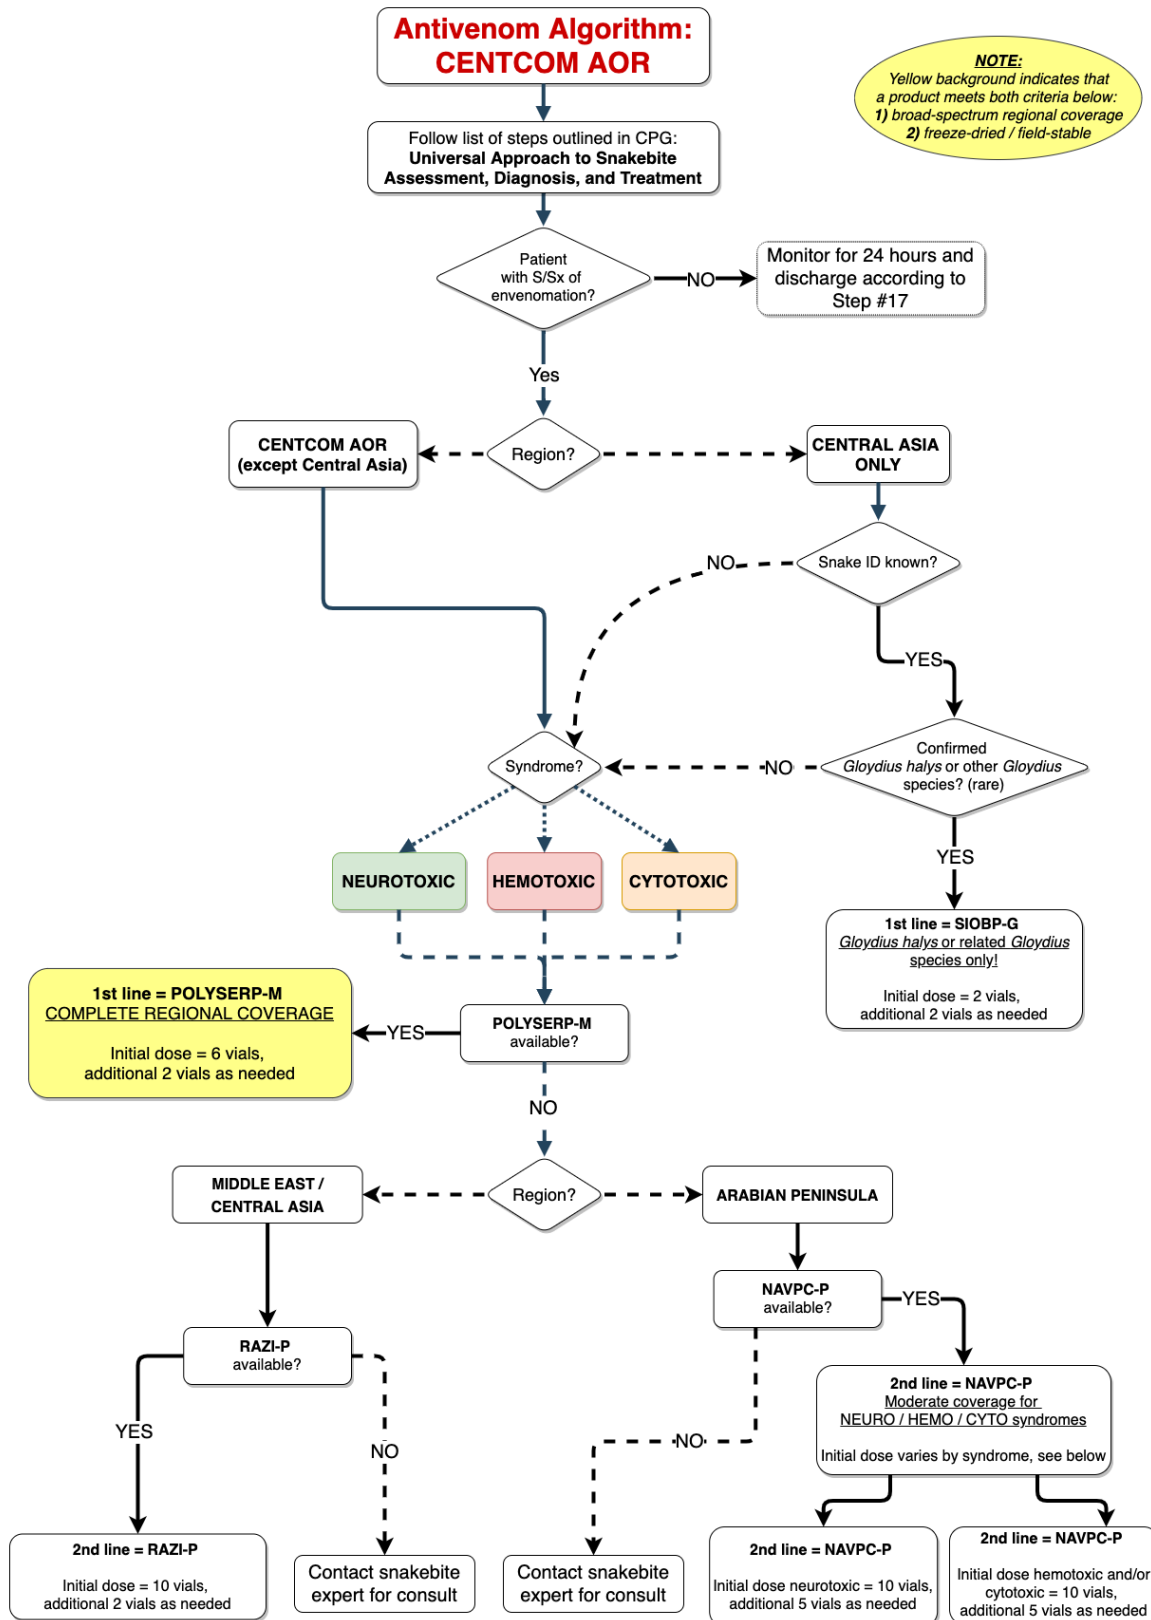 Antivenom Algorithm:
CENTCOM AOR
NOTE:
Yellow background indicates that
a product meets both criteria below:
1) broad-spectrum regional coverage
2) freeze-dried / field-stable
Follow list of steps outlined in CPG:
Universal Approach to Snakebite
Assessment, Diagnosis, and Treatment
Patient
with S/Sx of
envenomation?
NO
Monitor for 24 hours and
discharge according to
Step #17
Yes
CENTCOM AOR
(except Central Asia)
Region?
CENTRAL ASIA
ONLY
Snake ID known?
NO
YES
Syndrome?
NO
Confirmed
Gloydius halys or other Gloydius
species? (rare)
YES
NEUROTOXIC
HEMOTOXIC
CYTOTOXIC
1st line = SIOBP-G
Gloydius halys or related Gloydius
species only!
Initial dose = 2 vials,
additional 2 vials as needed
1st line = POLYSERP-M
COMPLETE REGIONAL COVERAGE
Initial dose = 6 vials,
additional 2 vials as needed
YES
POLYSERP-M
available?
NO
MIDDLE EAST /
CENTRAL ASIA
Region?
ARABIAN PENINSULA
NAVPC-P
available?
YES
RAZI-P
available?
2nd line = NAVPC-P
Moderate coverage for
NEURO / HEMO / CYTO syndromes
Initial dose varies by syndrome, see below
YES
NO
NO
2nd line = RAZI-P
Initial dose = 10 vials,
additional 2 vials as needed
Contact snakebite
expert for consult
Contact snakebite
expert for consult
2nd line = NAVPC-P
Initial dose neurotoxic = 10 vials,
additional 5 vials as needed
2nd line = NAVPC-P
Initial dose hemotoxic and/or
cytotoxic = 10 vials,
additional 5 vials as needed